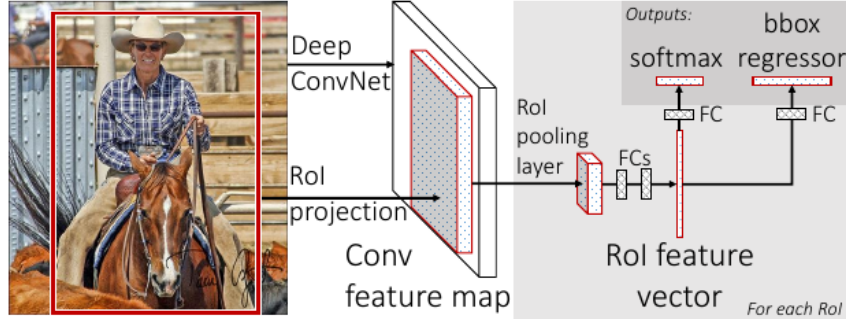 Deep
ConvNet
RoI
projection
Conv
feature map
RoI
pooling
layer
FCs
RoI feature
vector
Outputs:
softmax
bbox
regressor
FC
FC
For each RoI